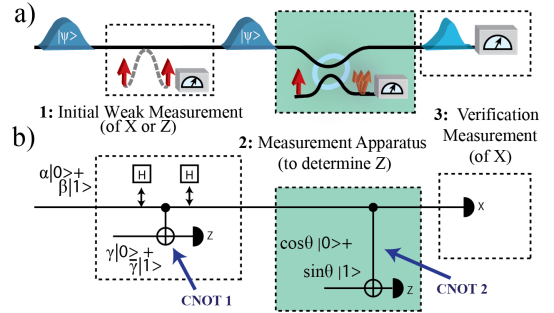 a)
|ψ>
|ψ>
1: Initial Weak Measurement
(of X or Z)
2: Measurement Apparatus
(to determine Z)
3: Verification
Measurement
(of X)
b)
α|0>+
β|1>
H
H
Z
γ|0>+
γ̄|1>
CNOT 1
cosθ |0>+
sinθ |1>
Z
CNOT 2
X